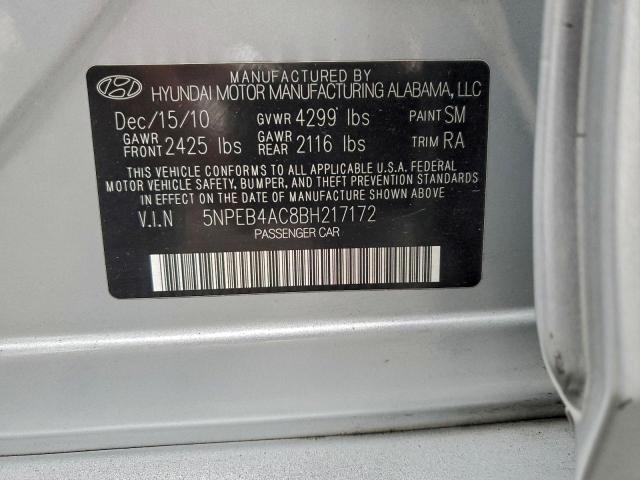 MANUFACTURED BY
HYUNDAI MOTOR MANUFACTURING ALABAMA, LLC
Dec/15/10 GVWR 4299 lbs PAINT SM
GAWR FRONT 2425 lbs GAWR REAR 2116 lbs TRIM RA
THIS VEHICLE CONFORMS TO ALL APPLICABLE U.S.A. FEDERAL
MOTOR VEHICLE SAFETY, BUMPER, AND THEFT PREVENTION STANDARDS
IN EFFECT ON THE DATE OF MANUFACTURE SHOWN ABOVE
V.I.N 5NPEB4AC8BH217172
PASSENGER CAR